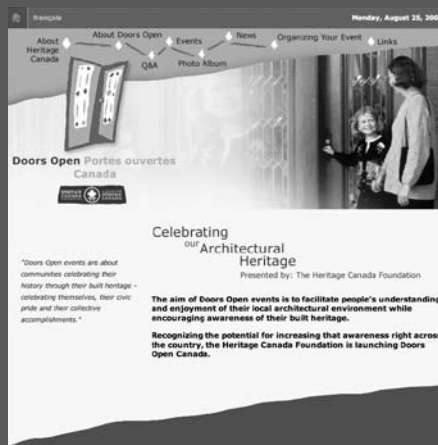 française
Monday, August 25, 200
About Heritage Canada
About Doors Open
Q&A
Events
Photo Album
News
Organizing Your Event
Links
Doors Open Portes ouvertes
Canada
Celebrating
our Architectural
Heritage
Presented by: The Heritage Canada Foundation
"Doors Open events are about
communities celebrating their
history through their built heritage –
celebrating themselves, their civic
pride and their collective
accomplishments."
The aim of Doors Open events is to facilitate people's understanding
and enjoyment of their local architectural environment while
encouraging awareness of their built heritage.
Recognizing the potential for increasing that awareness right across
the country, the Heritage Canada Foundation is launching Doors
Open Canada.